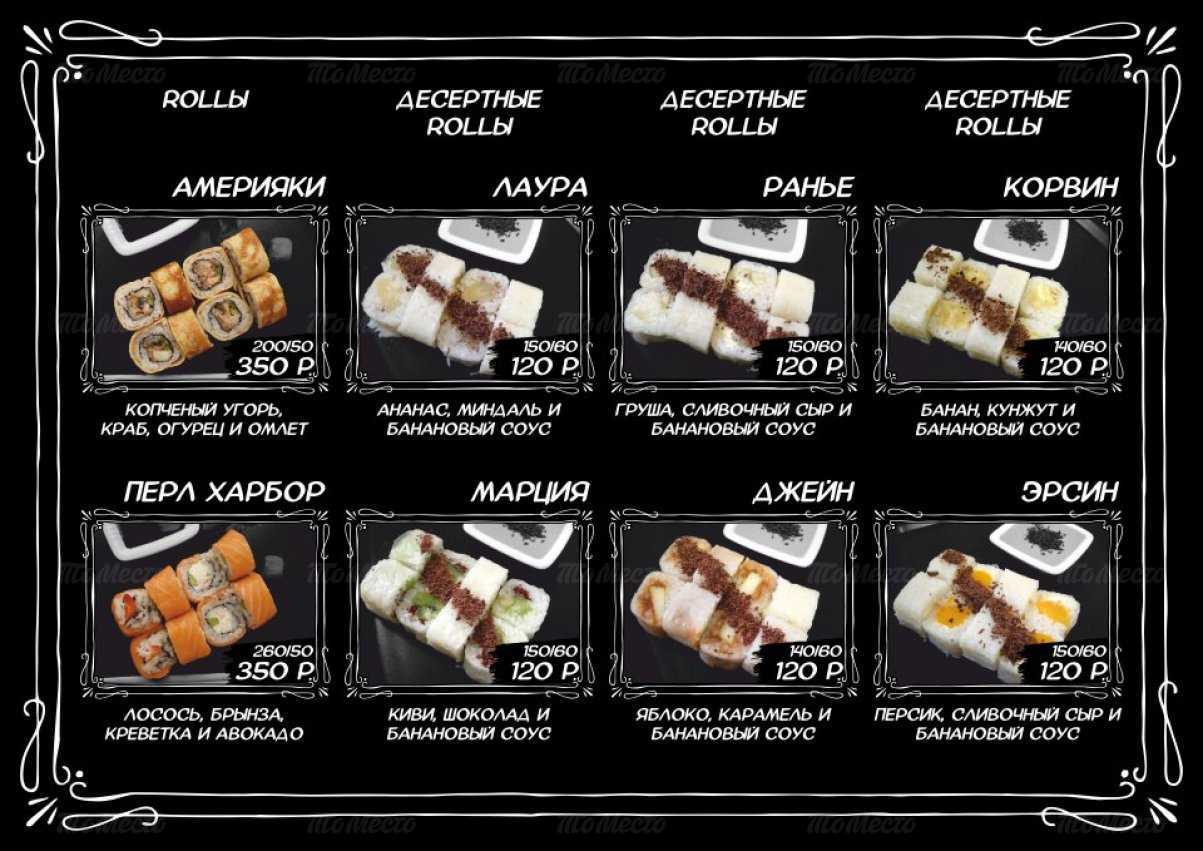 ROLLЫ
ДЕСЕРТНЫЕ
ROLLЫ
ДЕСЕРТНЫЕ
ROLLЫ
ДЕСЕРТНЫЕ
ROLLЫ
АМЕРИЯКИ
200/50
350 Р.
КОПЧЕНЫЙ УГОРЬ,
КРАБ, ОГУРЕЦ И ОМЛЕТ
ЛАУРА
150/60
120 Р.
АНАНАС, МИНДАЛЬ И
БАНАНОВЫЙ СОУС
РАНЬЕ
150/60
120 Р.
ГРУША, СЛИВОЧНЫЙ СЫР И
БАНАНОВЫЙ СОУС
КОРВИН
140/60
120 Р.
БАНАН, КУНЖУТ И
БАНАНОВЫЙ СОУС
ПЕРЛ ХАРБОР
260/50
350 Р.
ЛОСОСЬ, БРЫНЗА,
КРЕВЕТКА И АВОКАДО
МАРЦИЯ
150/60
120 Р.
КИВИ, ШОКОЛАД И
БАНАНОВЫЙ СОУС
ДЖЕЙН
140/60
120 Р.
ЯБЛОКО, КАРАМЕЛЬ И
БАНАНОВЫЙ СОУС
ЭРСИН
150/60
120 Р.
ПЕРСИК, СЛИВОЧНЫЙ СЫР И
БАНАНОВЫЙ СОУС
ТоМесто